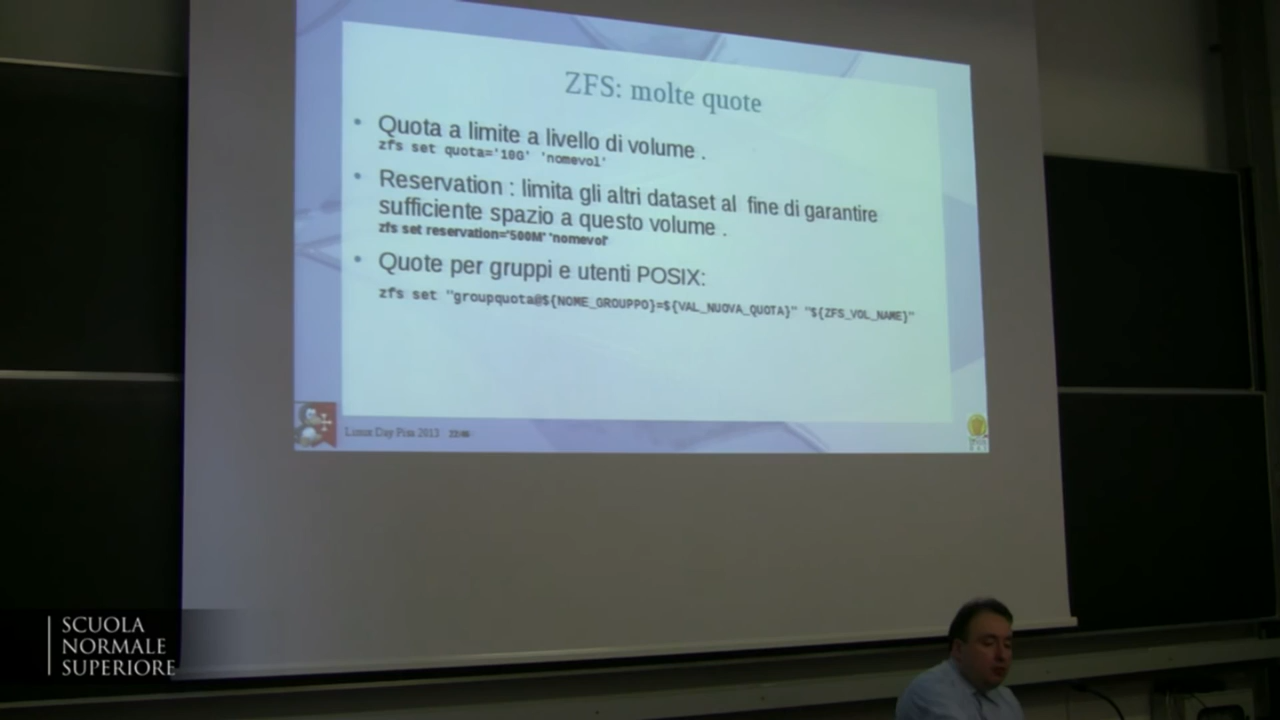 ZFS: molte quote
• Quota a limite a livello di volume .
zfs set quota='10G' 'nomevol'
• Reservation : limita gli altri dataset al fine di garantire
sufficiente spazio a questo volume .
zfs set reservation='500M' 'nomevol'
• Quote per gruppi e utenti POSIX:
zfs set "groupquota@${NOME_GROUPPO}=${VAL_NUOVA_QUOTA}" "${ZFS_VOL_NAME}"
Linux Day Pisa 2013
SCUOLA
NORMALE
SUPERIORE